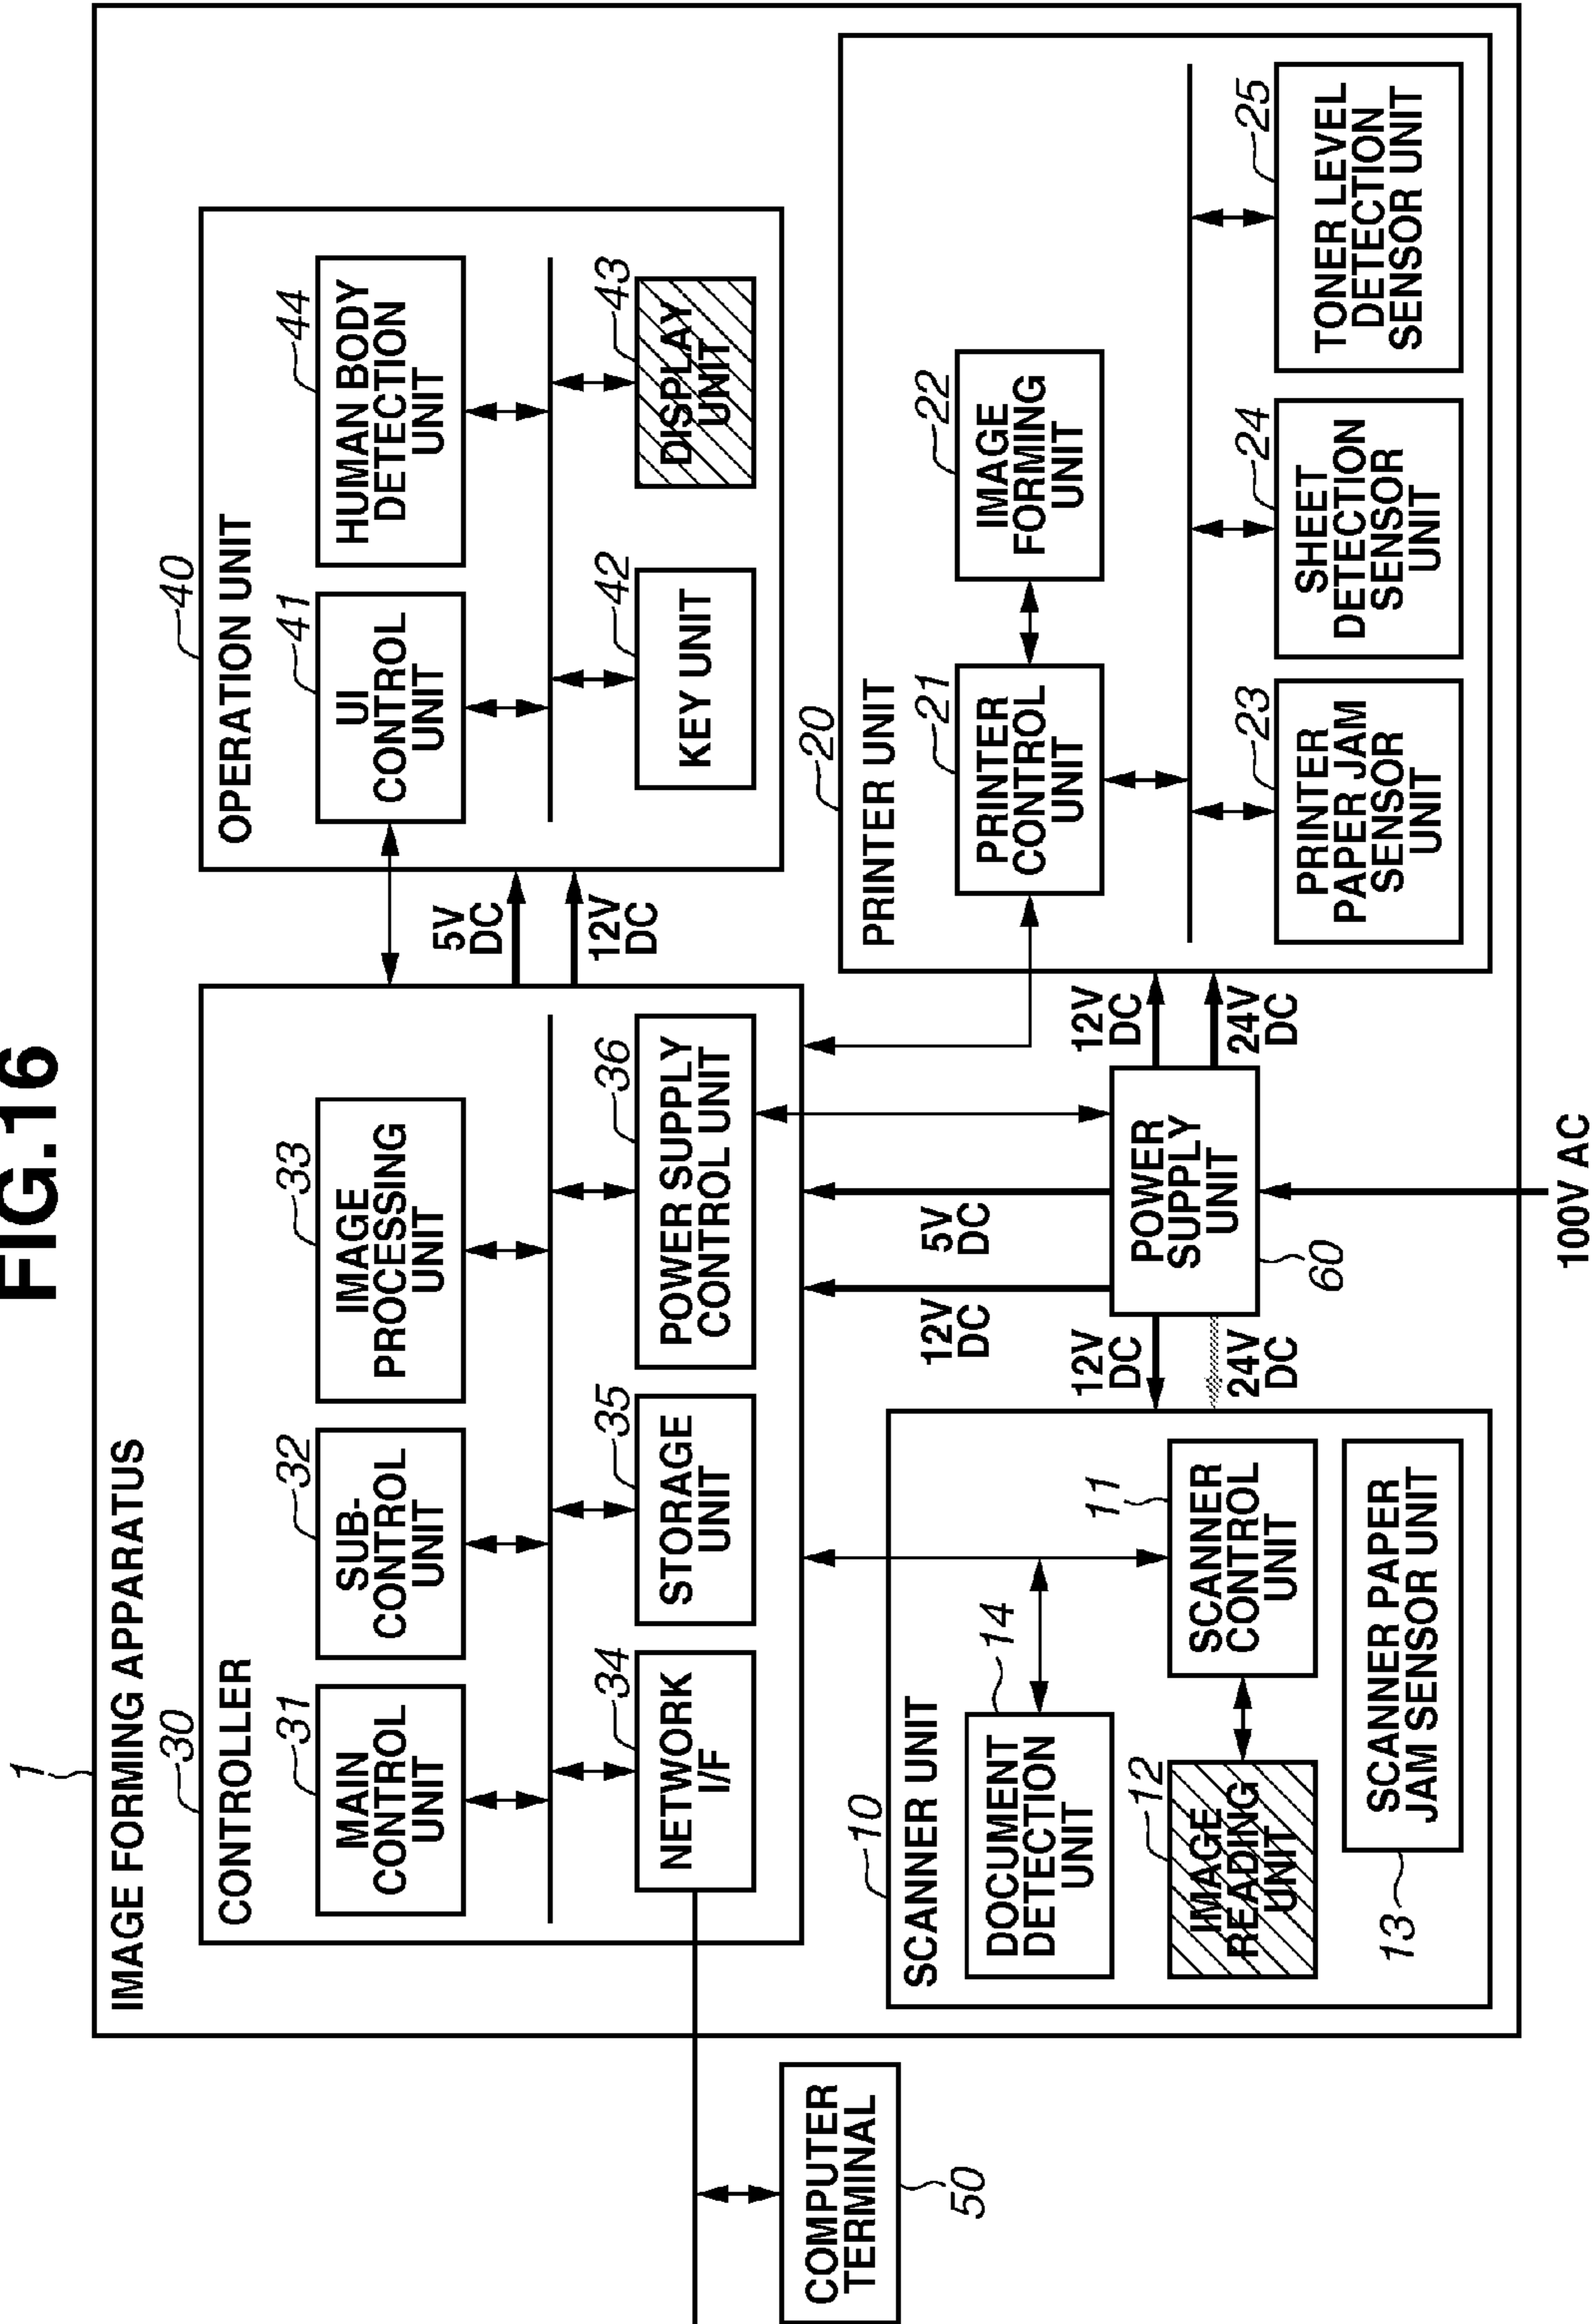 FIG.16
1
IMAGE FORMING APPARATUS
30
CONTROLLER
31
MAIN
CONTROL
UNIT
32
SUB-
CONTROL
UNIT
33
IMAGE
PROCESSING
UNIT
34
NETWORK
I/F
35
STORAGE
UNIT
36
POWER SUPPLY
CONTROL UNIT
5V
DC
12V
DC
40
OPERATION UNIT
41
UI
CONTROL
UNIT
44
HUMAN BODY
DETECTION
UNIT
42
KEY UNIT
43
DISPLAY
UNIT
COMPUTER
TERMINAL
50
10
SCANNER UNIT
14
DOCUMENT
DETECTION
UNIT
12
IMAGE
READING
UNIT
11
SCANNER
CONTROL
UNIT
13
SCANNER PAPER
JAM SENSOR UNIT
12V
DC
5V
DC
12V
DC
24V
DC
POWER
SUPPLY
UNIT
60
100V AC
12V
DC
24V
DC
20
PRINTER UNIT
21
PRINTER
CONTROL
UNIT
22
IMAGE
FORMING
UNIT
23
PRINTER
PAPER JAM
SENSOR
UNIT
24
SHEET
DETECTION
SENSOR
UNIT
25
TONER LEVEL
DETECTION
SENSOR UNIT